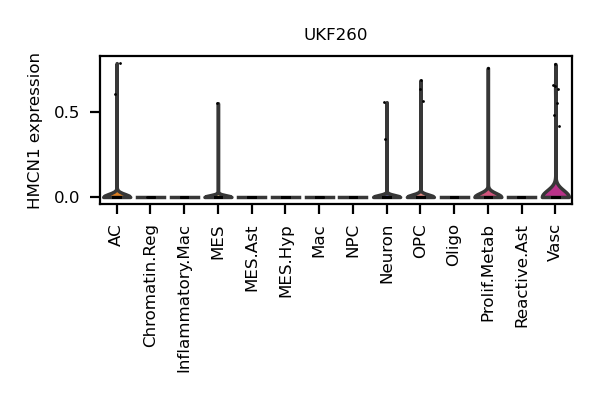 UKF260
HMCN1 expression
0.5
0.0
AC
Chromatin.Reg
Inflammatory.Mac
MES
MES.Ast
MES.Hyp
Mac
NPC
Neuron
OPC
Oligo
Prolif.Metab
Reactive.Ast
Vasc